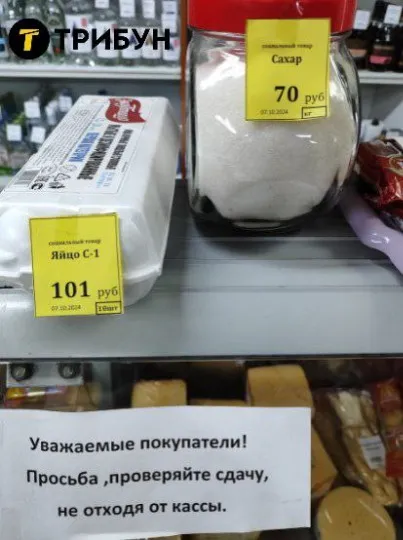 ТРИБУН
социальный товар
Сахар
70 руб
07.10.2024 кг
социальный товар
Яйцо С-1
101 руб
07.10.2024 10шт
Уважаемые покупатели!
Просьба ,проверяйте сдачу,
не отходя от кассы.